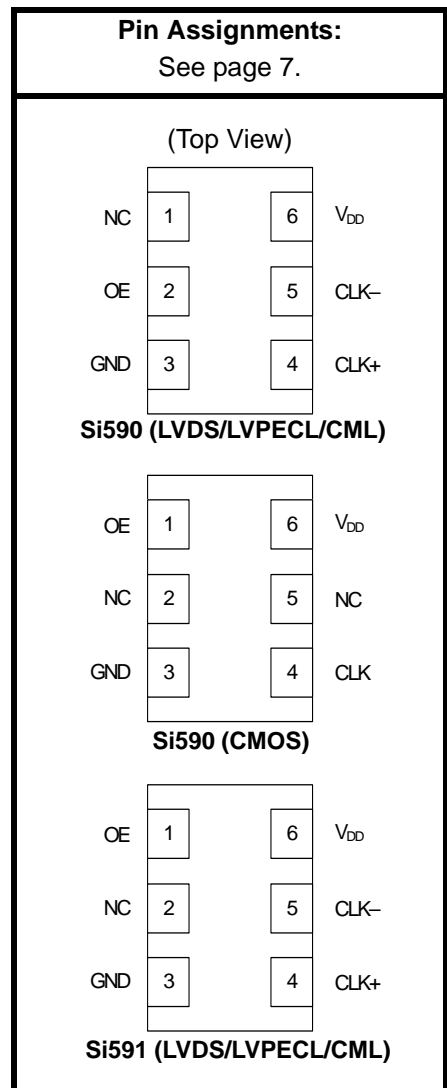 Pin Assignments:
See page 7.
(Top View)
NC 1 6 VDD
OE 2 5 CLK–
GND 3 4 CLK+
Si590 (LVDS/LVPECL/CML)
OE 1 6 VDD
NC 2 5 NC
GND 3 4 CLK
Si590 (CMOS)
OE 1 6 VDD
NC 2 5 CLK–
GND 3 4 CLK+
Si591 (LVDS/LVPECL/CML)